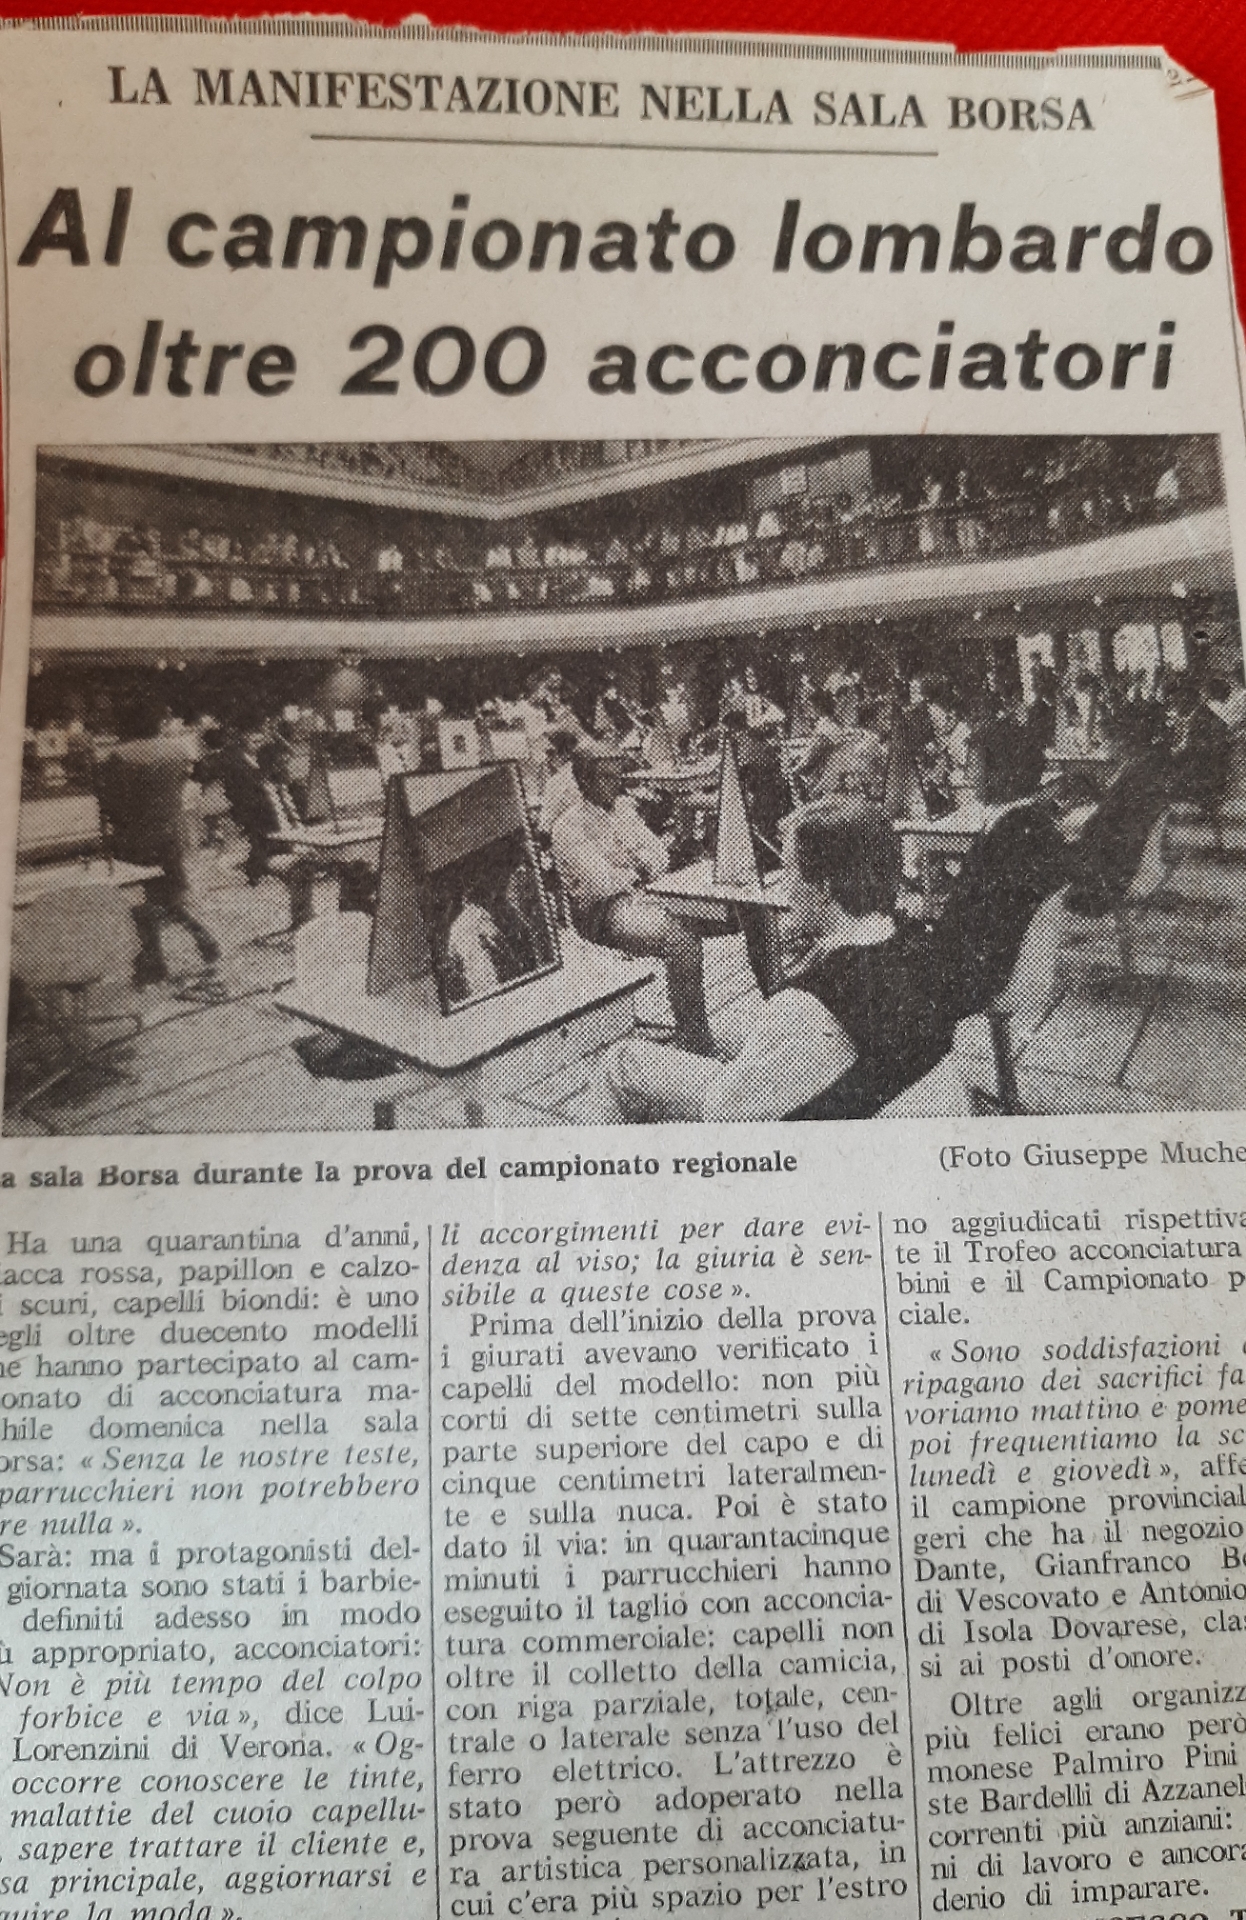 LA MANIFESTAZIONE NELLA SALA BORSA
Al campionato lombardo
oltre 200 acconciatori
a sala Borsa durante la prova del campionato regionale
(Foto Giuseppe Muche
Ha una quarantina d'anni,
acca rossa, papillon e calzo-
i scuri, capelli biondi: è uno
egli oltre duecento modelli
he hanno partecipato al cam-
onato di acconciatura ma-
hile domenica nella sala
orsa: « Senza le nostre teste,
parrucchieri non potrebbero
re nulla ».
Sarà: ma i protagonisti del-
giornata sono stati i barbie-
definiti adesso in modo
ù appropriato, acconciatori:
Non è più tempo del colpo
forbice e via », dice Lui-
Lorenzini di Verona. « Og-
occorre conoscere le tinte,
malattie del cuoio capellu-
, sapere trattare il cliente e,
sa principale, aggiornarsi e
guire la moda ».
li accorgimenti per dare evi-
denza al viso; la giuria è sen-
sibile a queste cose ».
Prima dell'inizio della prova
i giurati avevano verificato i
capelli del modello: non più
corti di sette centimetri sulla
parte superiore del capo e di
cinque centimetri lateralmen-
te e sulla nuca. Poi è stato
dato il via: in quarantacinque
minuti i parrucchieri hanno
eseguito il taglio con acconcia-
tura commerciale: capelli non
oltre il colletto della camicia,
con riga parziale, totale, cen-
trale o laterale senza l'uso del
ferro elettrico. L'attrezzo è
stato però adoperato nella
prova seguente di acconciatu-
ra artistica personalizzata, in
cui c'era più spazio per l'estro
no aggiudicati rispettiva
te il Trofeo acconciatura
bini e il Campionato p
ciale.
« Sono soddisfazioni
ripagano dei sacrifici fa
voriamo mattino e pome
poi frequentiamo la sc
lunedì e giovedì », affe
il campione provincial
geri che ha il negozio
Dante, Gianfranco B
di Vescovato e Antonio
di Isola Dovarese, cla
si ai posti d'onore.
Oltre agli organizz
più felici erano però
monese Palmiro Pini
ste Bardelli di Azzanel
correnti più anziani:
ni di lavoro e ancora
derio di imparare.